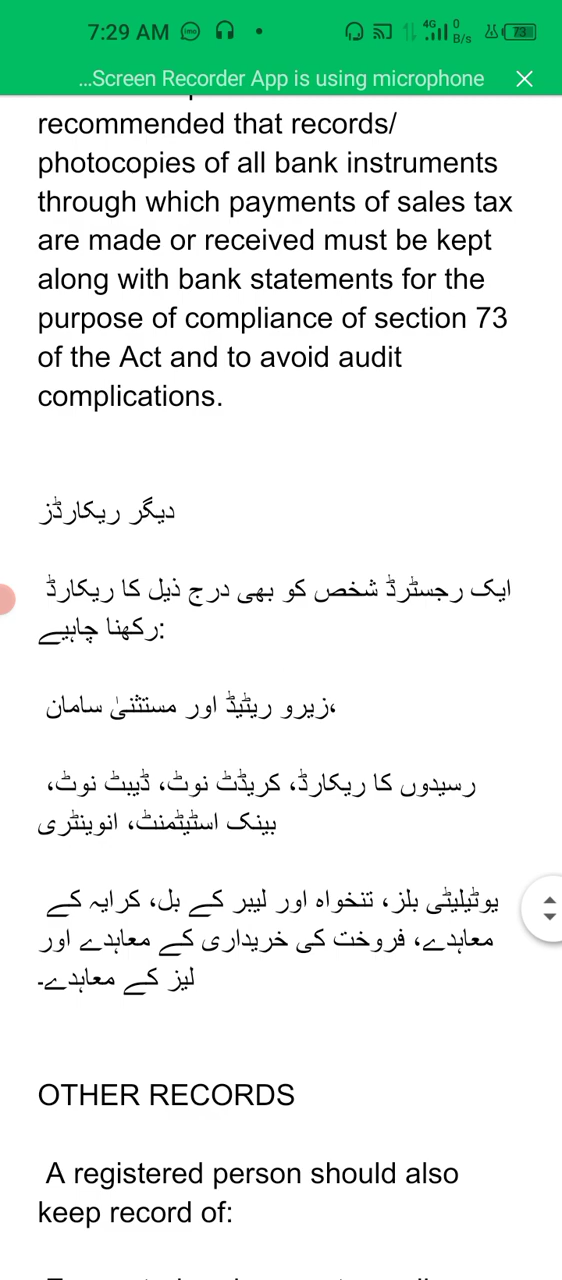 7:29 AM
4G
0 B/s
73
...Screen Recorder App is using microphone
recommended that records/
photocopies of all bank instruments
through which payments of sales tax
are made or received must be kept
along with bank statements for the
purpose of compliance of section 73
of the Act and to avoid audit
complications.
دیگر ریکارڈز
ایک رجسٹرڈ شخص کو بھی درج ذیل کا ریکارڈ
رکھنا چاہیے:
زیرو ریٹیڈ اور مستثنیٰ سامان،
رسیدوں کا ریکارڈ، کریڈٹ نوٹ، ڈیبٹ نوٹ،
بینک اسٹیٹمنٹ، انوینٹری
یوٹیلیٹی بلز، تنخواہ اور لیبر کے بل، کرایہ کے
معاہدے، فروخت کی خریداری کے معاہدے اور
لیز کے معاہدے۔
OTHER RECORDS
A registered person should also
keep record of: